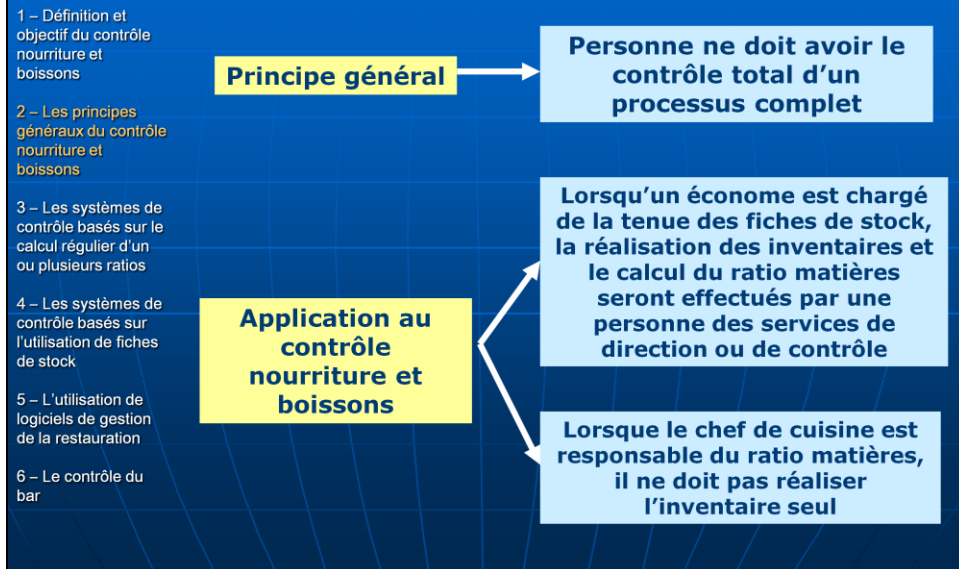 1 – Définition et
objectif du contrôle
nourriture et
boissons
2 – Les principes
généraux du contrôle
nourriture et
boissons
3 – Les systèmes de
contrôle basés sur le
calcul régulier d'un
ou plusieurs ratios
4 – Les systèmes de
contrôle basés sur
l'utilisation de fiches
de stock
5 – L'utilisation de
logiciels de gestion
de la restauration
6 – Le contrôle du
bar
Principe général
Personne ne doit avoir le
contrôle total d'un
processus complet
Application au
contrôle
nourriture et
boissons
Lorsqu'un économe est chargé
de la tenue des fiches de stock,
la réalisation des inventaires et
le calcul du ratio matières
seront effectués par une
personne des services de
direction ou de contrôle
Lorsque le chef de cuisine est
responsable du ratio matières,
il ne doit pas réaliser
l'inventaire seul